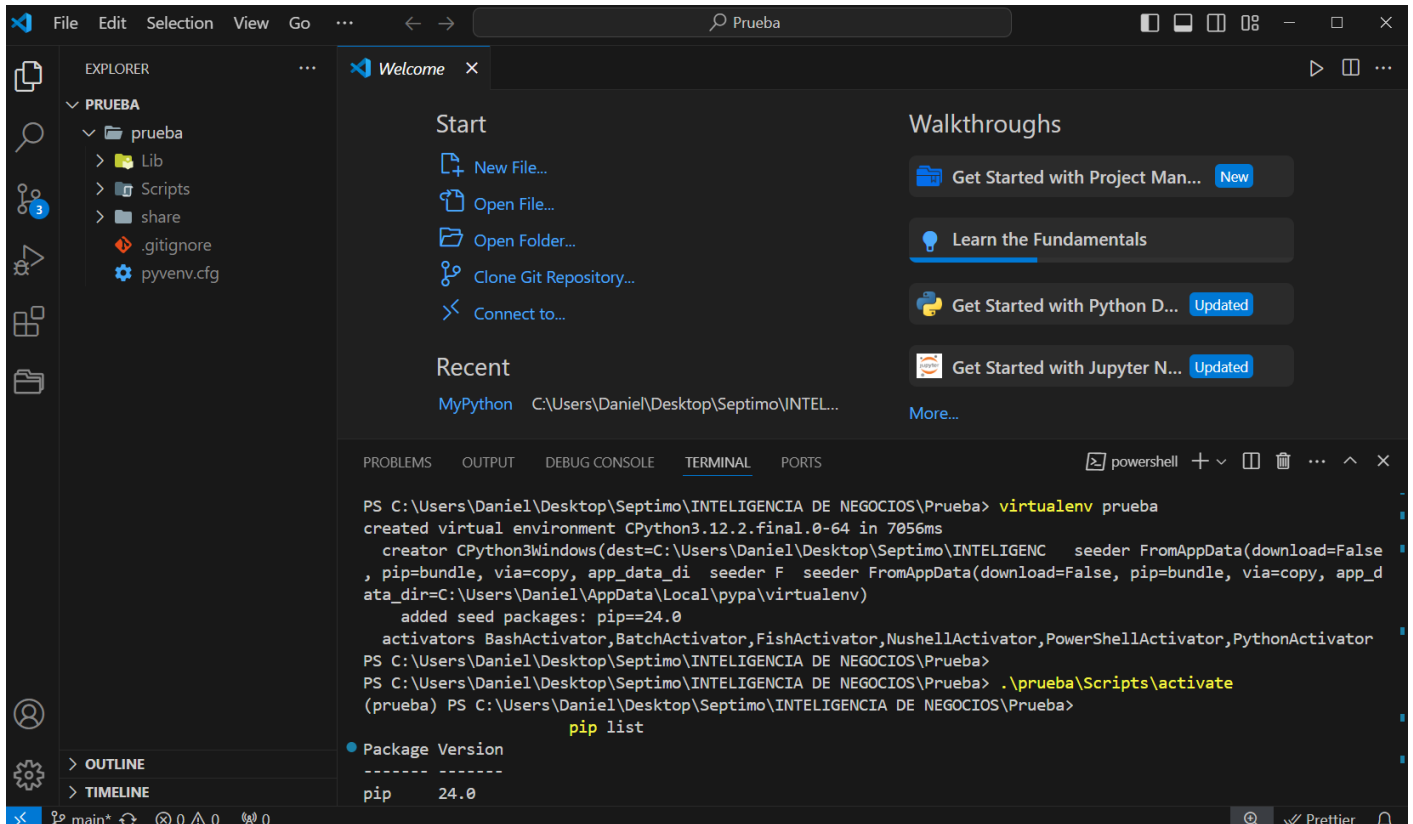 File Edit Selection View Go ··· Prueba
EXPLORER ···
PRUEBA
prueba
Lib
Scripts
share
.gitignore
pyvenv.cfg
OUTLINE
TIMELINE
Welcome
Start
New File...
Open File...
Open Folder...
Clone Git Repository...
Connect to...
Recent
MyPython C:\Users\Daniel\Desktop\Septimo\INTEL...
Walkthroughs
Get Started with Project Man... New
Learn the Fundamentals
Get Started with Python D... Updated
Get Started with Jupyter N... Updated
More...
PROBLEMS OUTPUT DEBUG CONSOLE TERMINAL PORTS powershell
PS C:\Users\Daniel\Desktop\Septimo\INTELIGENCIA DE NEGOCIOS\Prueba> virtualenv prueba
created virtual environment CPython3.12.2.final.0-64 in 7056ms
  creator CPython3Windows(dest=C:\Users\Daniel\Desktop\Septimo\INTELIGENC   seeder FromAppData(download=False
, pip=bundle, via=copy, app_data_di  seeder F  seeder FromAppData(download=False, pip=bundle, via=copy, app_d
ata_dir=C:\Users\Daniel\AppData\Local\pypa\virtualenv)
    added seed packages: pip==24.0
  activators BashActivator,BatchActivator,FishActivator,NushellActivator,PowerShellActivator,PythonActivator
PS C:\Users\Daniel\Desktop\Septimo\INTELIGENCIA DE NEGOCIOS\Prueba>
PS C:\Users\Daniel\Desktop\Septimo\INTELIGENCIA DE NEGOCIOS\Prueba> .\prueba\Scripts\activate
(prueba) PS C:\Users\Daniel\Desktop\Septimo\INTELIGENCIA DE NEGOCIOS\Prueba>
pip list
Package Version
------- -------
pip     24.0
3
main* 0 0 0 Prettier